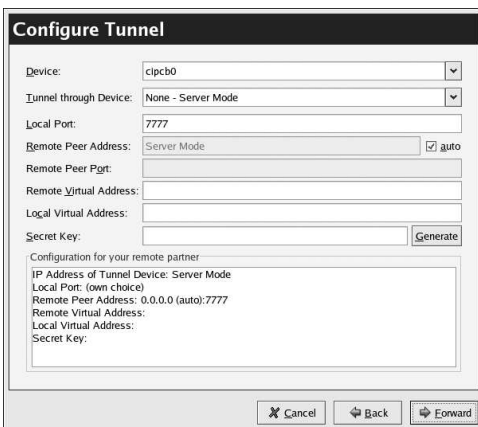 Configure Tunnel
Device: cipcb0
Tunnel through Device: None - Server Mode
Local Port: 7777
Remote Peer Address: Server Mode auto
Remote Peer Port:
Remote Virtual Address:
Local Virtual Address:
Secret Key: Generate
Configuration for your remote partner
IP Address of Tunnel Device: Server Mode
Local Port: (own choice)
Remote Peer Address: 0.0.0.0 (auto):7777
Remote Virtual Address:
Local Virtual Address:
Secret Key:
Cancel Back Forward